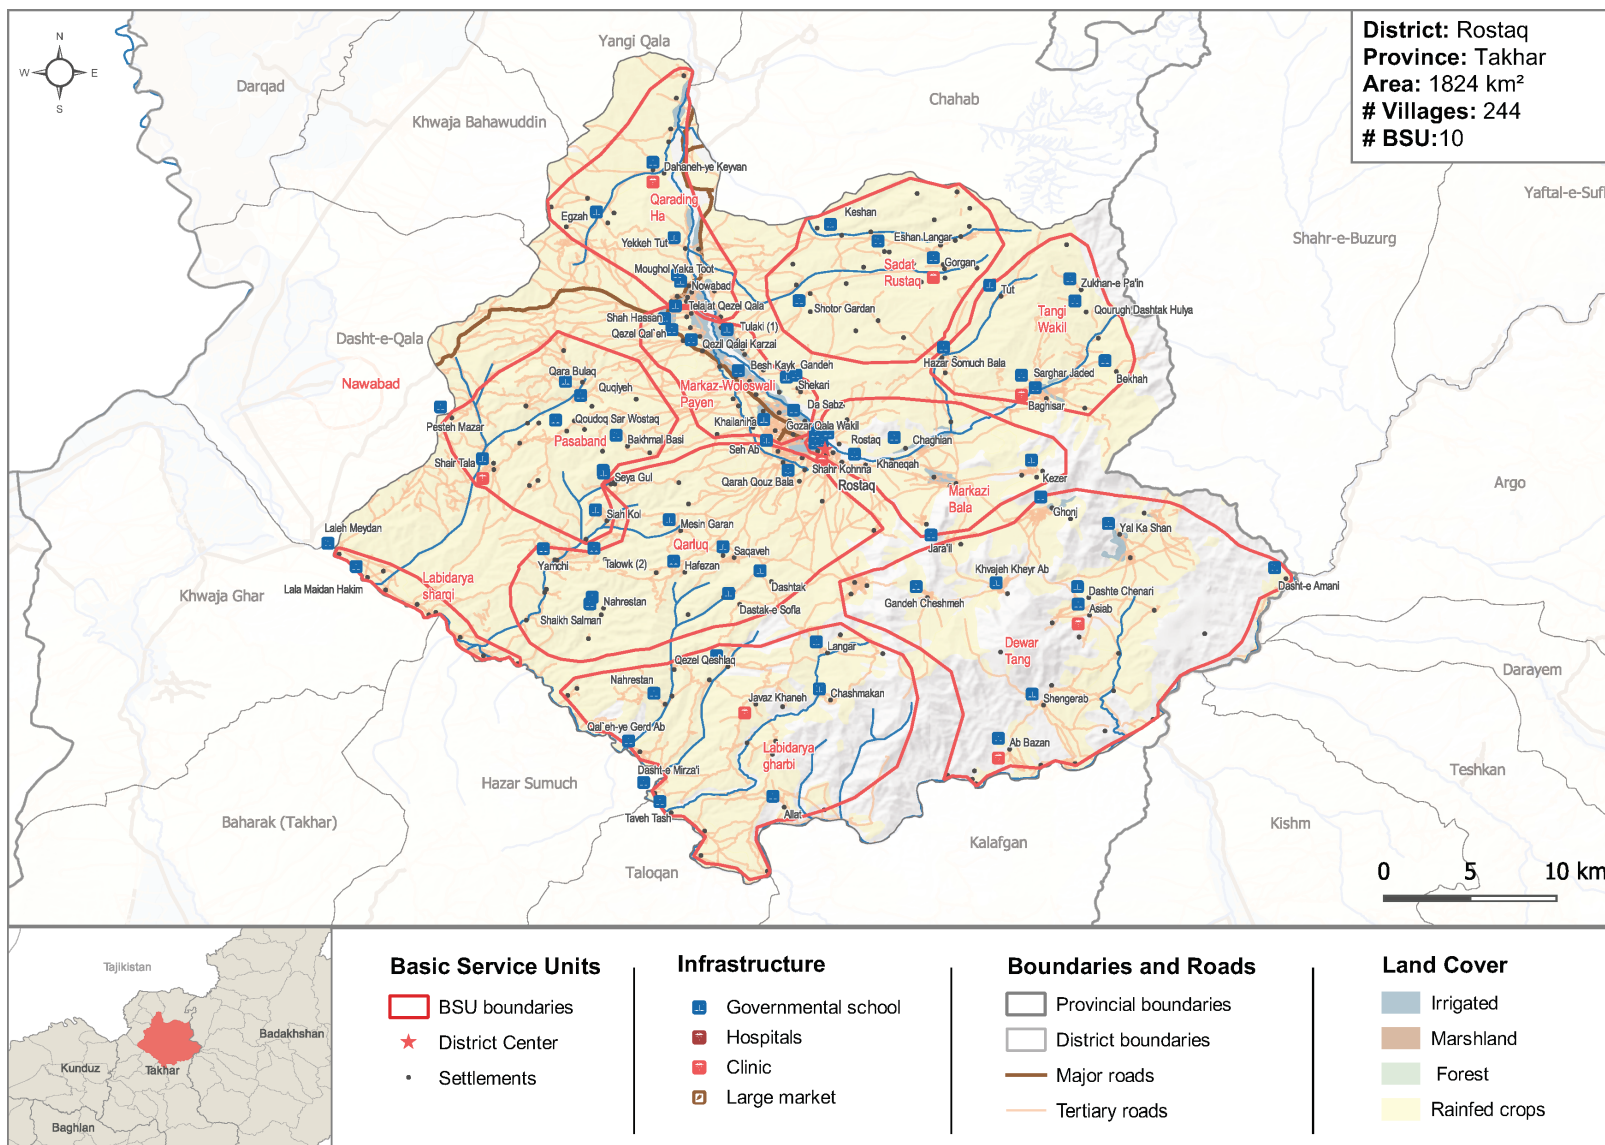 District: Rostaq
Province: Takhar
Area: 1824 km²
# Villages: 244
# BSU:10
N
W
E
S
Yangi Qala
Darqad
Chahab
Khwaja Bahawuddin
Yaftal-e-Sufl
Dahaneh-ye Keyvan
Qarading
Ha
Egzah
Keshan
Yekkeh Tut
Eshan Langar
Shahr-e-Buzurg
Sadat
Rustaq
Gorgan
Moughol Yaka Toot
Nowabad
Tut
Zukhan-e Pa'in
Telajat Qezel Qala
Shotor Gardan
Tangi
Wakil
Qourugh Dashtak Hulya
Shah Hassan
Tulaki (1)
Qezel Qal`eh
Qezil Qalai Karzai
Dasht-e-Qala
Hazar Somuch Bala
Besh Kayk
Gandeh
Sarghar Jaded
Bekhah
Qara Bulaq
Nawabad
Quqiyeh
Markaz-Woloswali
Payen
Shekari
Baghisar
Da Sabz
Pesteh Mazar
Qoudoq Sar Wostaq
Khailaniha
Gozar Qala Wakil
Pasaband
Bakhmal Basi
Rostaq
Chaghian
Seh Ab
Shair Tala
Khaneqah
Shahr Kohnna
Seya Gul
Qarah Qouz Bala
Rostaq
Kezer
Argo
Markazi
Bala
Ghonj
Siah Kol
Laleh Meydan
Mesin Garan
Yal Ka Shan
Qarluq
Jara'il
Saqaveh
Yamchi
Talowk (2)
Hafezan
Khvajeh Kheyr Ab
Labidarya
sharqi
Lala Maidan Hakim
Khwaja Ghar
Dashtak
Dasht-e Amani
Gandeh Cheshmeh
Dashte Chenari
Nahrestan
Dastak-e Sofla
Asiab
Shaikh Salman
Dewar
Tang
Langar
Qezel Qeshlaq
Darayem
Nahrestan
Javaz Khaneh
Chashmakan
Shengerab
Qal`eh-ye Gerd Ab
Ab Bazan
Labidarya
gharbi
Dasht-e Mirza'i
Teshkan
Hazar Sumuch
Taveh Tash
Allat
Baharak (Takhar)
Kishm
Kalafgan
Taloqan
0
5
10 km
Tajikistan
Badakhshan
Kunduz
Takhar
Baghlan
Basic Service Units
BSU boundaries
District Center
Settlements
Infrastructure
Governmental school
Hospitals
Clinic
Large market
Boundaries and Roads
Provincial boundaries
District boundaries
Major roads
Tertiary roads
Land Cover
Irrigated
Marshland
Forest
Rainfed crops